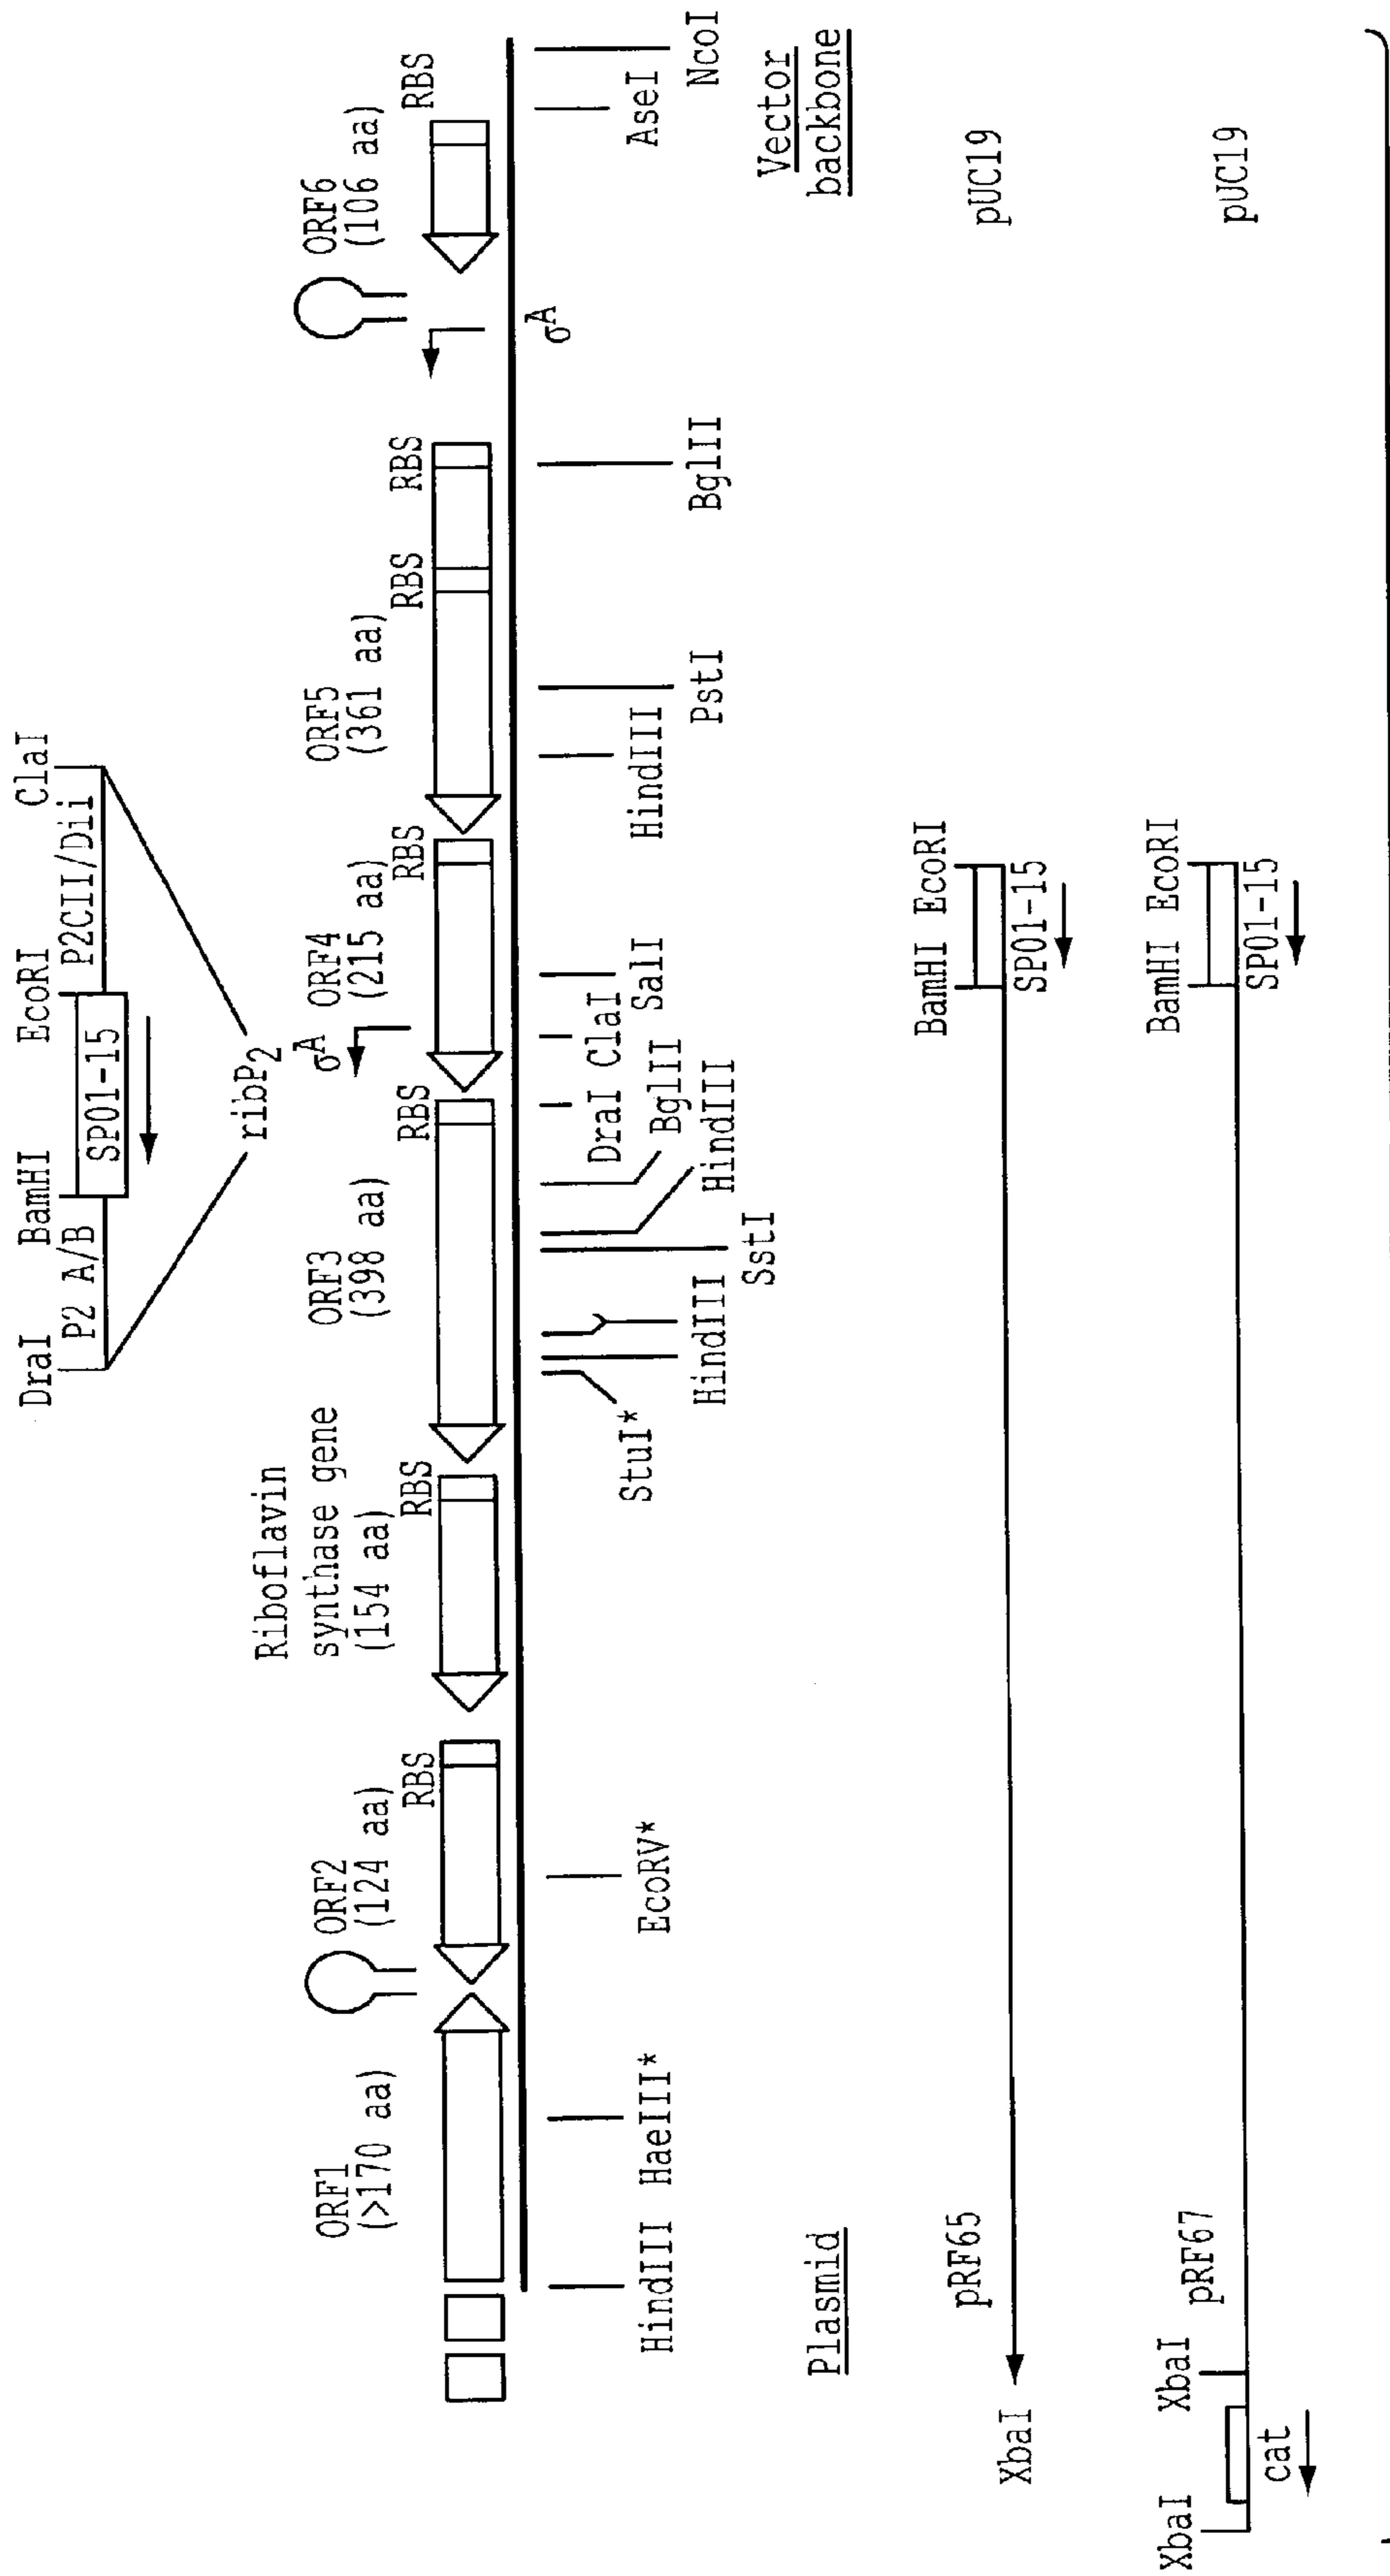 DraI BamHI EcoRI ClaI
P2 A/B SP01-15 P2CII/Dii
ribP2
Riboflavin
synthase gene
(154 aa)
ORF1
(>170 aa)
ORF2
(124 aa)
ORF3
(398 aa)
σA
ORF4
(215 aa)
ORF5
(361 aa)
ORF6
(106 aa)
RBS RBS RBS RBS RBS RBS RBS
σA
HindIII HaeIII* EcoRV* StuI* HindIII SstI HindIII BglII DraI ClaI SalI HindIII PstI BglII AseI NcoI
Plasmid
Vector
backbone
pRF65
XbaI
BamHI EcoRI
SP01-15
pUC19
pRF67
XbaI XbaI
cat
BamHI EcoRI
SP01-15
pUC19